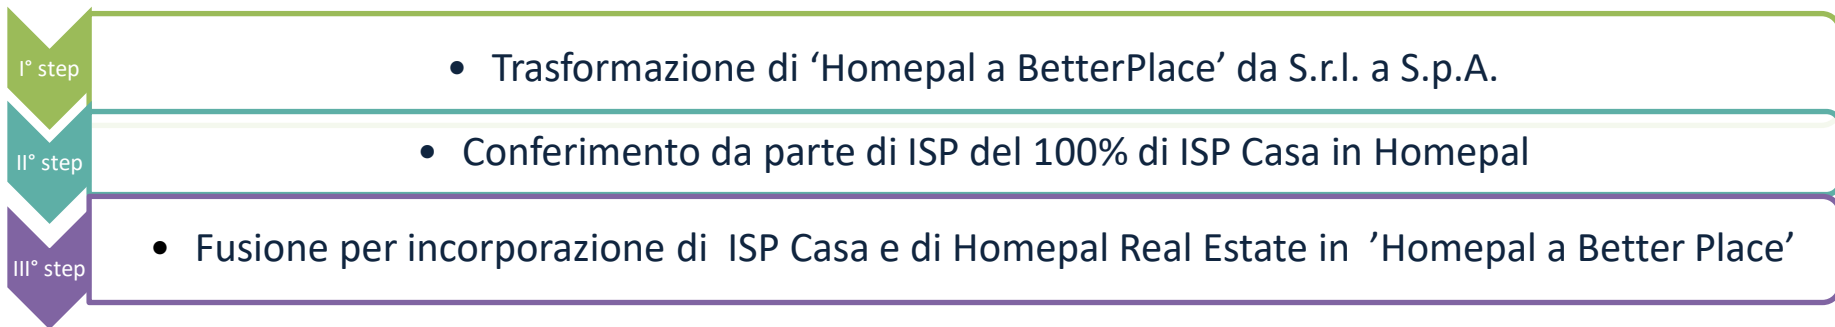 I° step
• Trasformazione di ‘Homepal a BetterPlace’ da S.r.l. a S.p.A.
II° step
• Conferimento da parte di ISP del 100% di ISP Casa in Homepal
III° step
• Fusione per incorporazione di  ISP Casa e di Homepal Real Estate in  ’Homepal a Better Place’